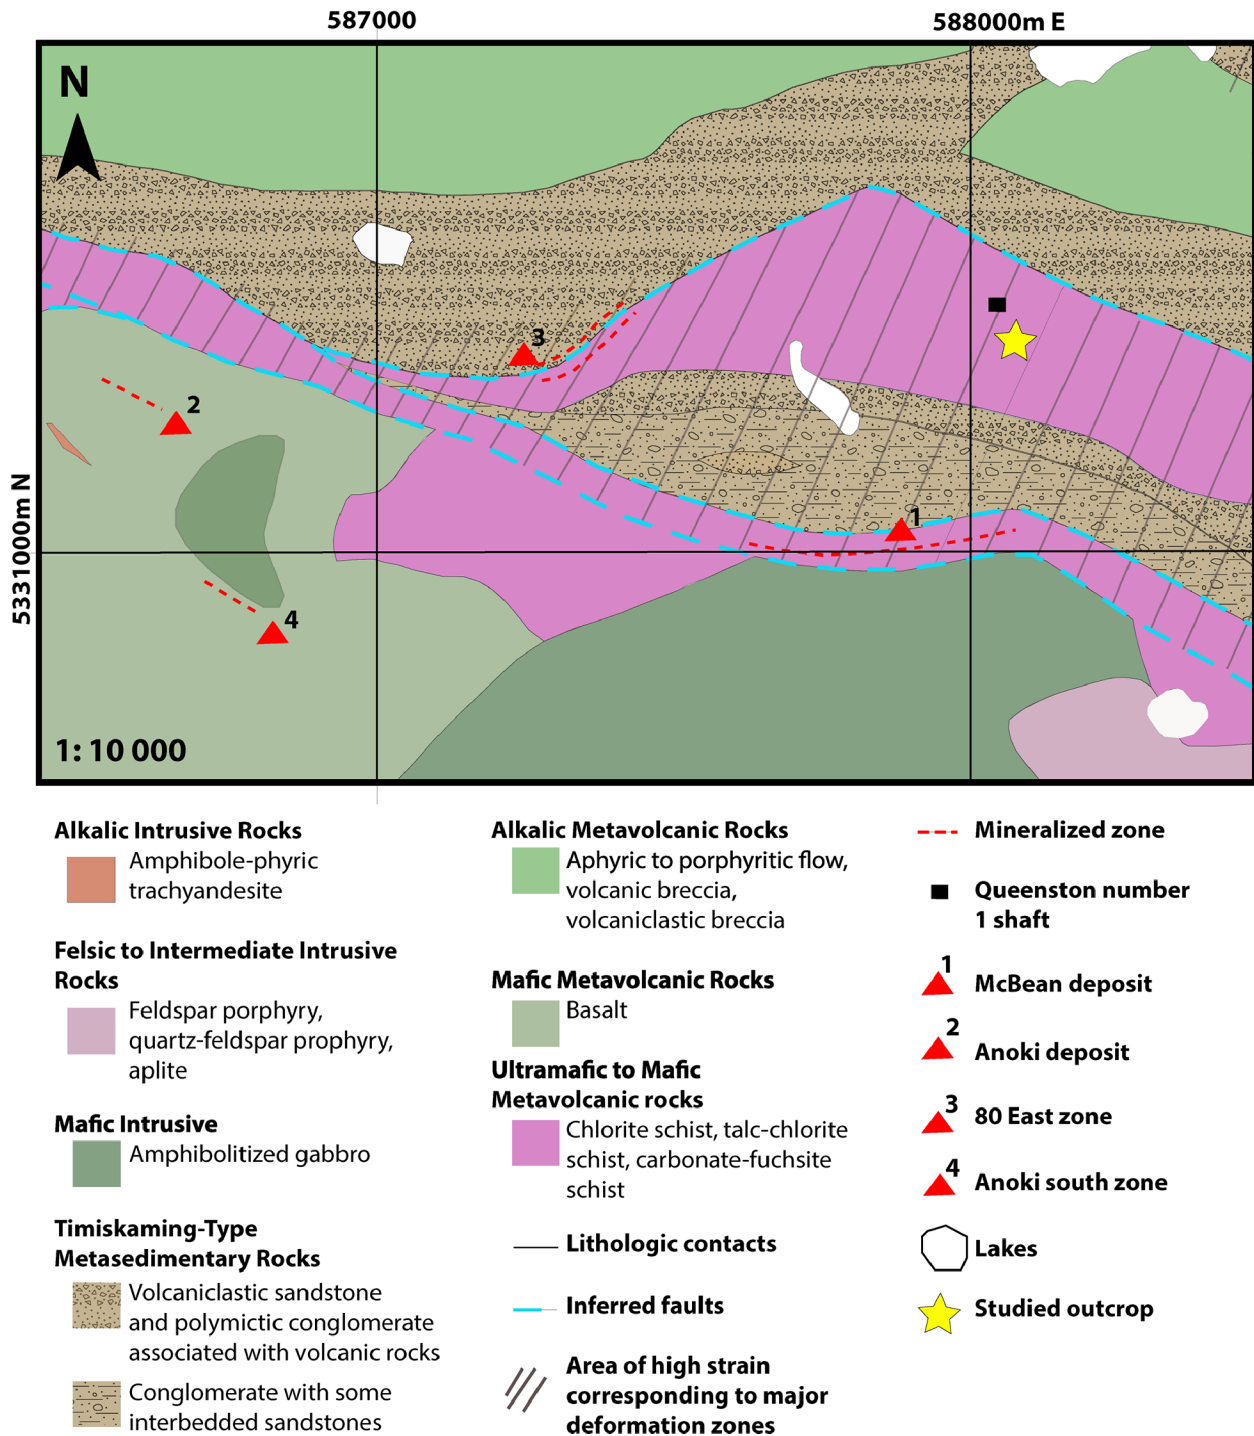 587000
588000m E
N
3
2
1
4
5331000m N
1: 10 000
Alkalic Intrusive Rocks
Amphibole-phyric
trachyandesite
Felsic to Intermediate Intrusive
Rocks
Feldspar porphyry,
quartz-feldspar prophyry,
aplite
Mafic Intrusive
Amphibolitized gabbro
Timiskaming-Type
Metasedimentary Rocks
Volcaniclastic sandstone
and polymictic conglomerate
associated with volcanic rocks
Conglomerate with some
interbedded sandstones
Alkalic Metavolcanic Rocks
Aphyric to porphyritic flow,
volcanic breccia,
volcaniclastic breccia
Mafic Metavolcanic Rocks
Basalt
Ultramafic to Mafic
Metavolcanic rocks
Chlorite schist, talc-chlorite
schist, carbonate-fuchsite
schist
Lithologic contacts
Inferred faults
Area of high strain
corresponding to major
deformation zones
Mineralized zone
Queenston number
1 shaft
1
McBean deposit
2
Anoki deposit
3
80 East zone
4
Anoki south zone
Lakes
Studied outcrop